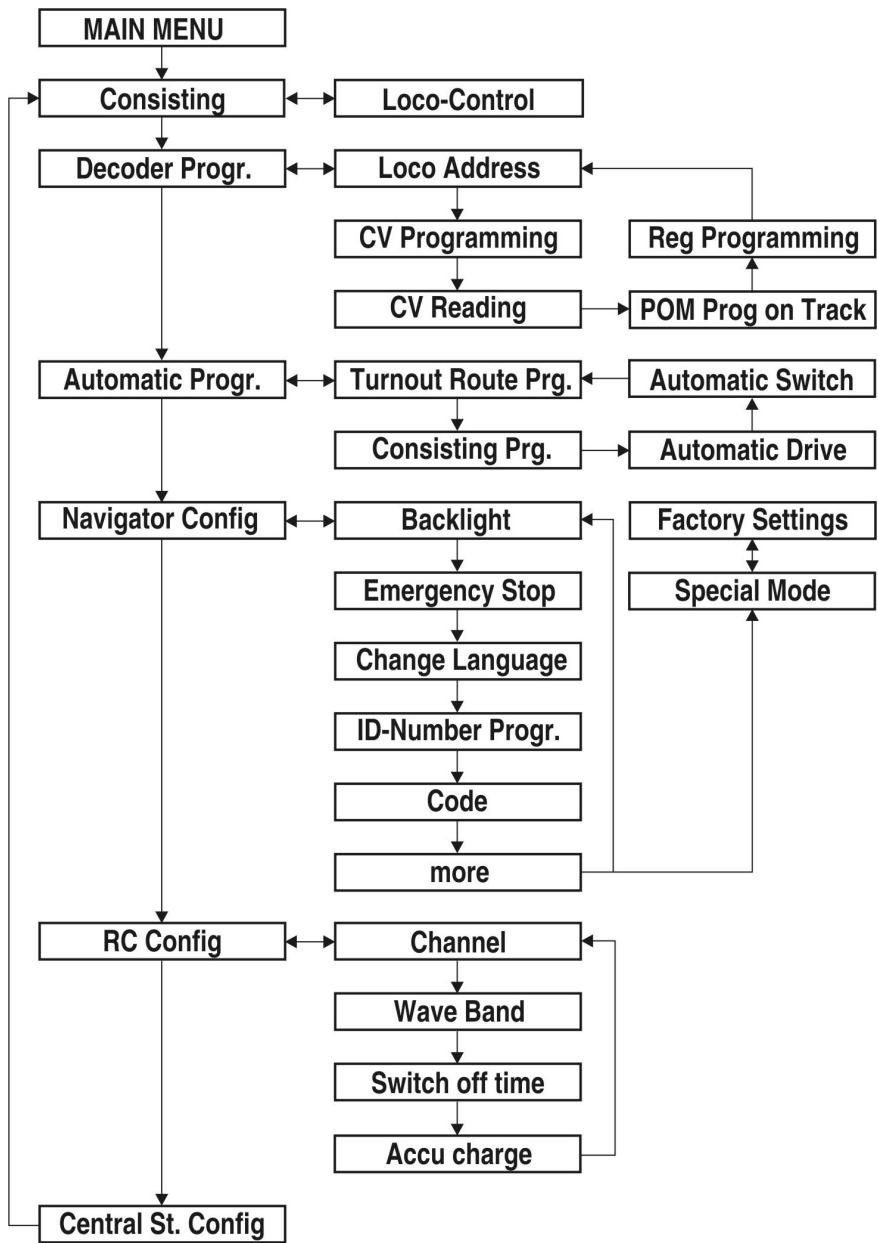 MAIN MENU
Consisting
Loco-Control
Decoder Progr.
Loco Address
CV Programming
Reg Programming
CV Reading
POM Prog on Track
Automatic Progr.
Turnout Route Prg.
Automatic Switch
Consisting Prg.
Automatic Drive
Navigator Config
Backlight
Factory Settings
Emergency Stop
Special Mode
Change Language
ID-Number Progr.
Code
more
RC Config
Channel
Wave Band
Switch off time
Accu charge
Central St. Config